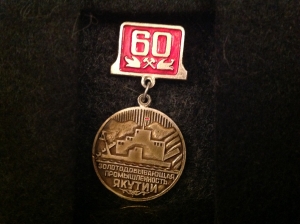 60
ЗОЛОТОДОБЫВАЮЩАЯ
ПРОМЫШЛЕННОСТЬ
ЯКУТИИ